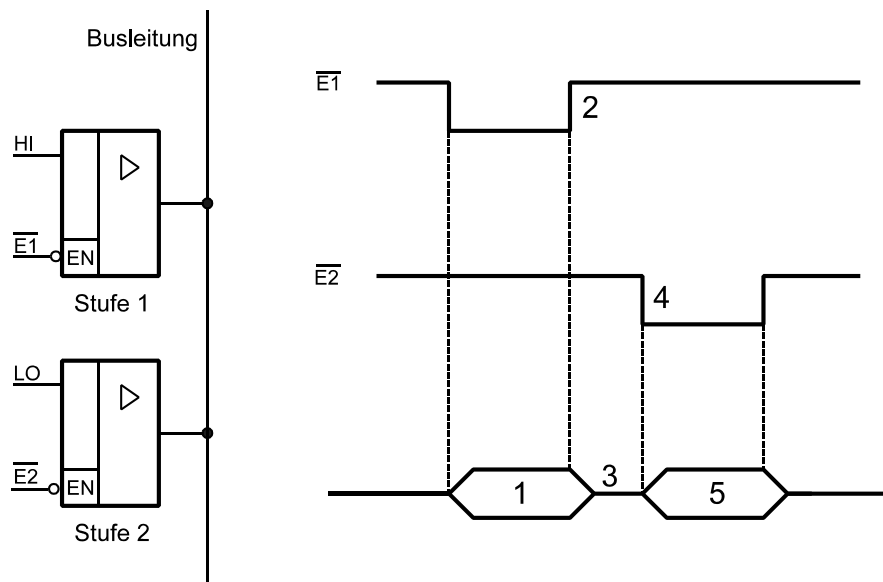 Busleitung
HI
E1
EN
Stufe 1
LO
E2
EN
Stufe 2
E1
2
E2
4
1
3
5